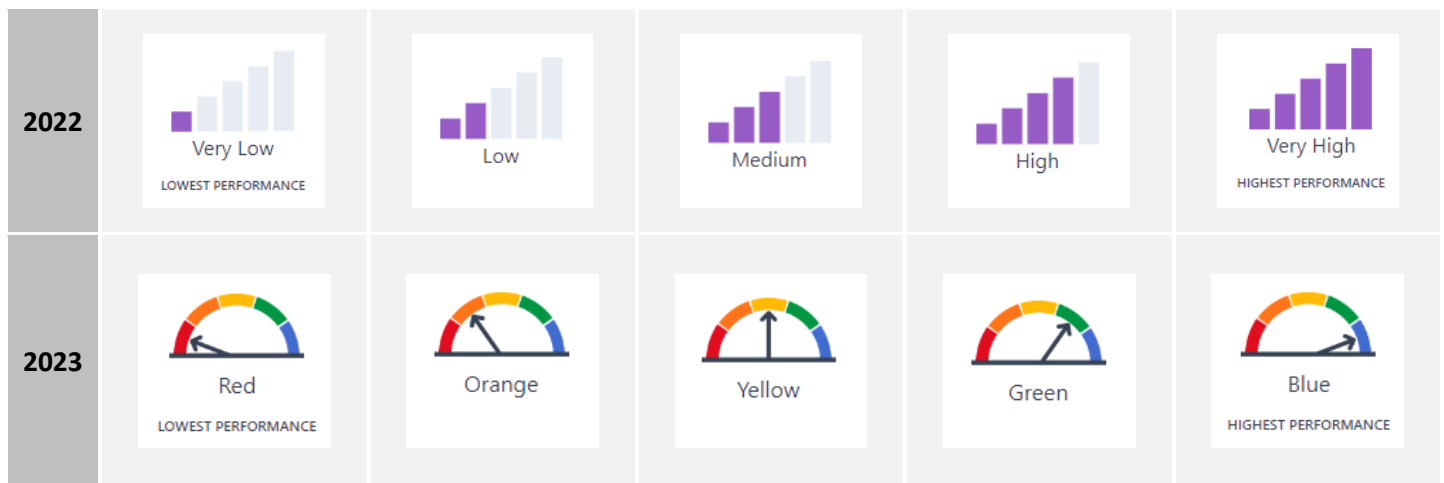 2022
Very Low
LOWEST PERFORMANCE
Low
Medium
High
Very High
HIGHEST PERFORMANCE
2023
Red
LOWEST PERFORMANCE
Orange
Yellow
Green
Blue
HIGHEST PERFORMANCE